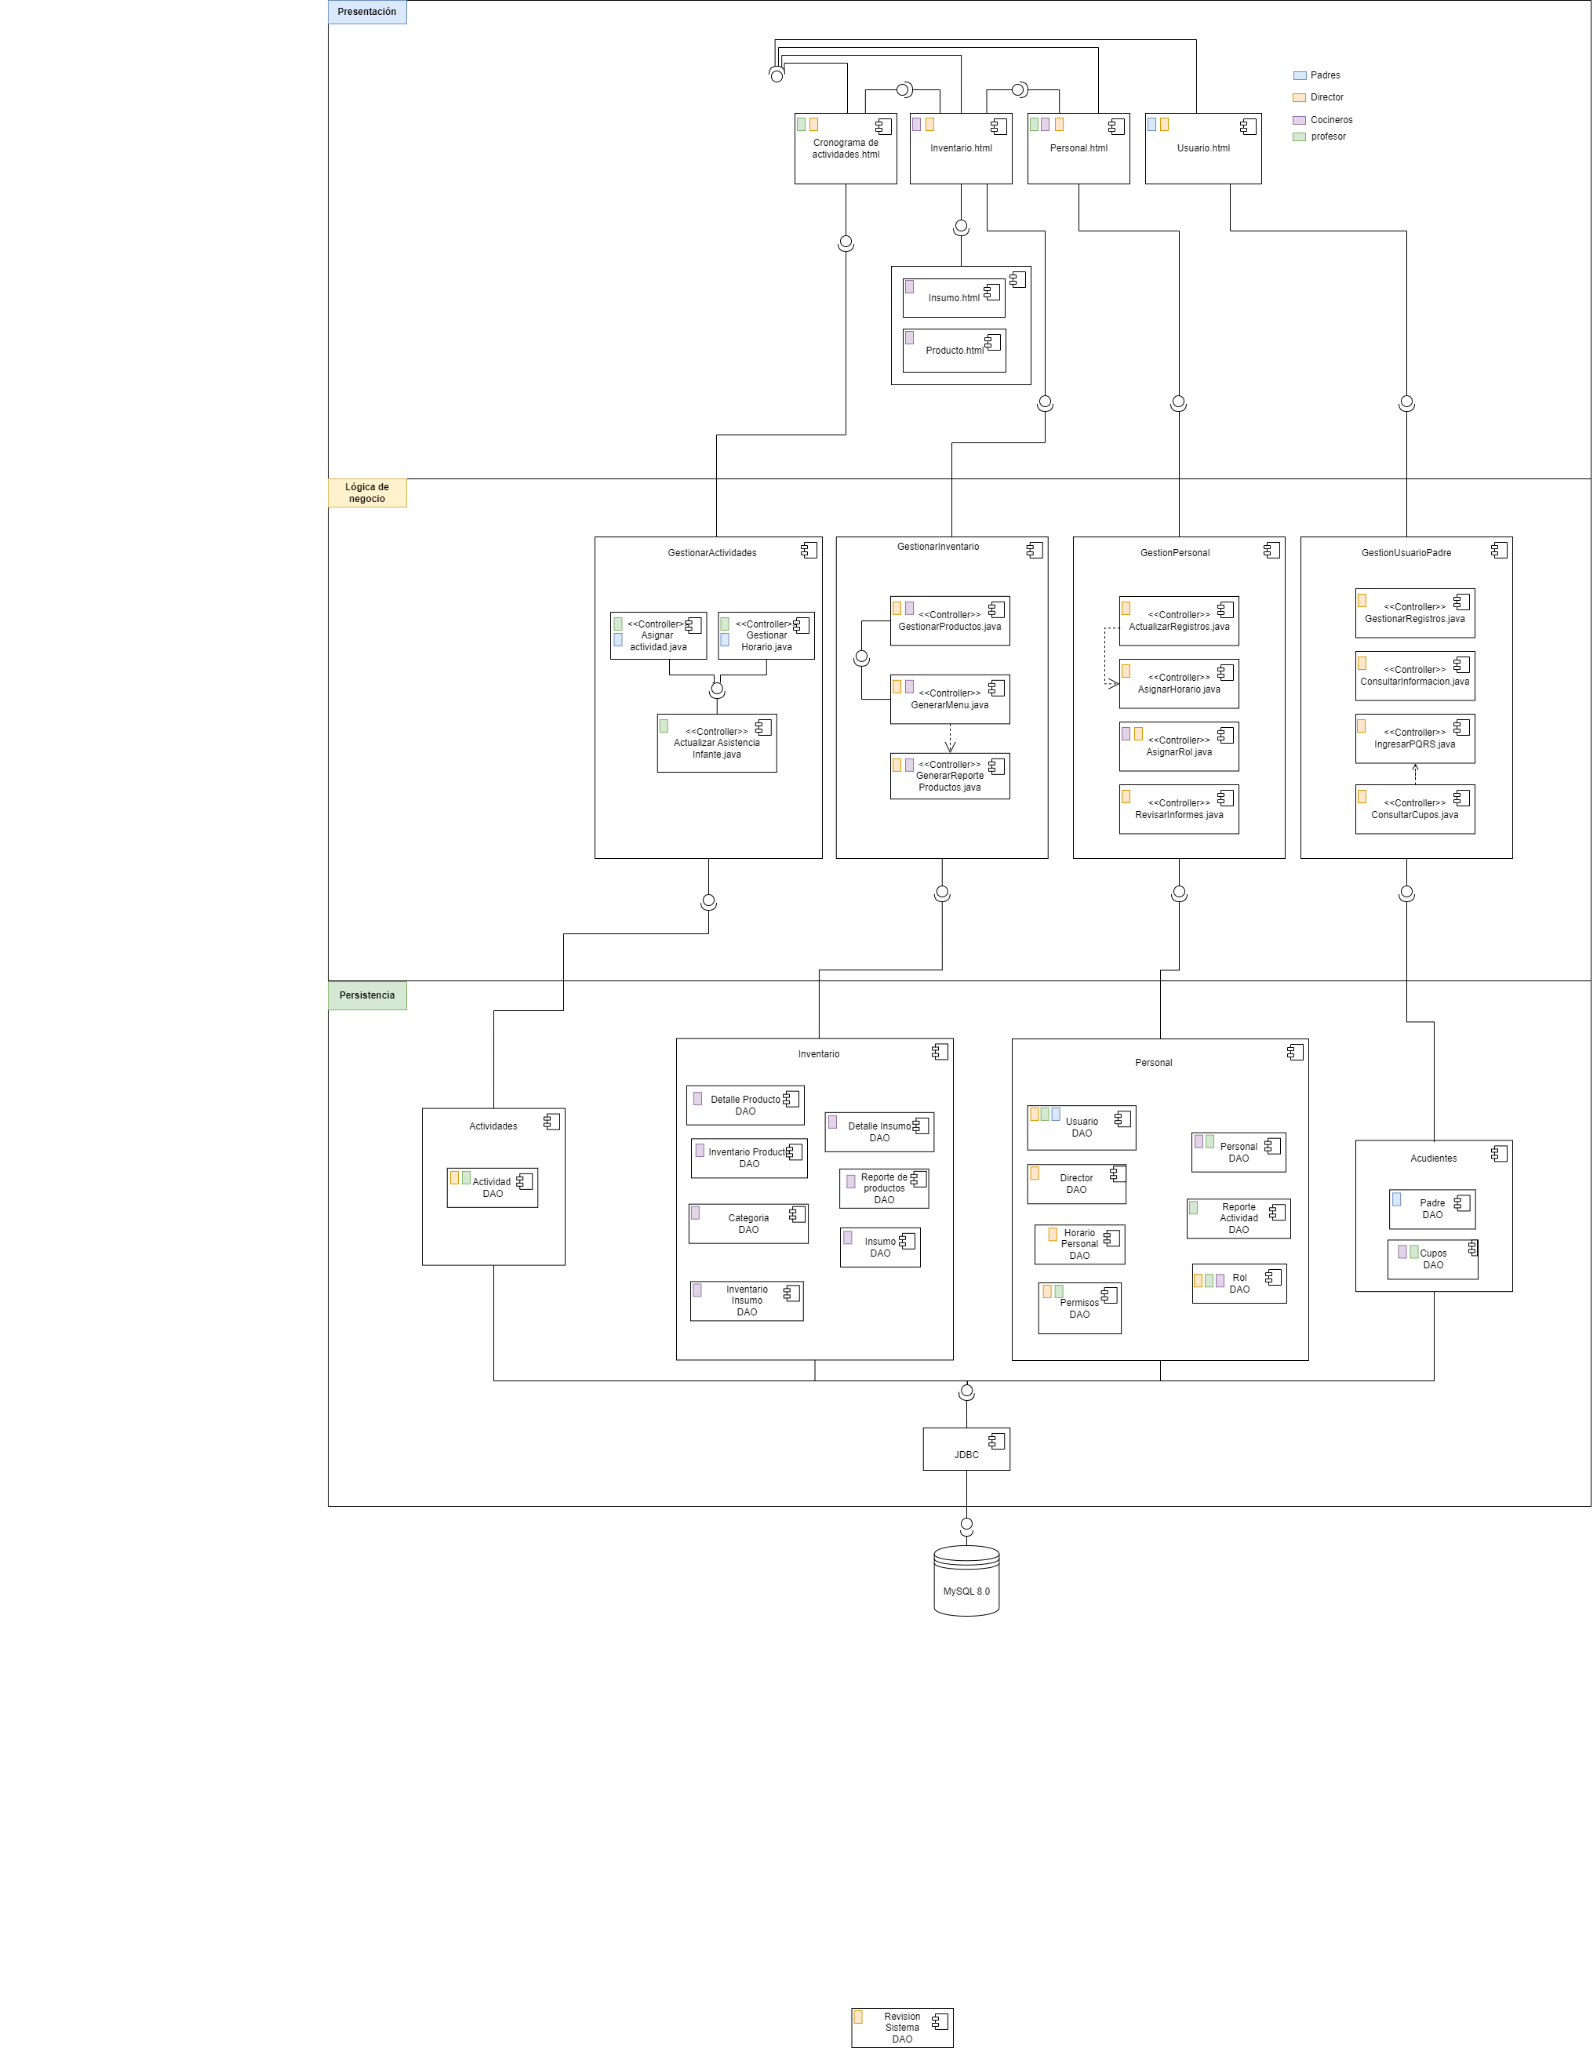 Presentación
Padres
Director
Cocineros
profesor
Cronograma de
actividades.html
Inventario.html
Personal.html
Usuario.html
Insumo.html
Producto.html
Lógica de
negocio
GestionarActividades
<<Controller>>
Asignar
actividad.java
<<Controller>>
Gestionar
Horario.java
<<Controller>>
Actualizar Asistencia
Infante.java
GestionarInventario
<<Controller>>
GestionarProductos.java
<<Controller>>
GenerarMenu.java
<<Controller>>
GenerarReporte
Productos.java
GestionPersonal
<<Controller>>
ActualizarRegistros.java
<<Controller>>
AsignarHorario.java
<<Controller>>
AsignarRol.java
<<Controller>>
RevisarInformes.java
GestionUsuarioPadre
<<Controller>>
GestionarRegistros.java
<<Controller>>
ConsultarInformacion.java
<<Controller>>
IngresarPQRS.java
<<Controller>>
ConsultarCupos.java
Persistencia
Actividades
Actividad
DAO
Inventario
Detalle Producto
DAO
Inventario Producto
DAO
Categoria
DAO
Inventario
Insumo
DAO
Detalle Insumo
DAO
Reporte de
productos
DAO
Insumo
DAO
Personal
Usuario
DAO
Director
DAO
Horario
Personal
DAO
Permisos
DAO
Personal
DAO
Reporte
Actividad
DAO
Rol
DAO
Acudientes
Padre
DAO
Cupos
DAO
JDBC
MySQL 8.0
Revision
Sistema
DAO